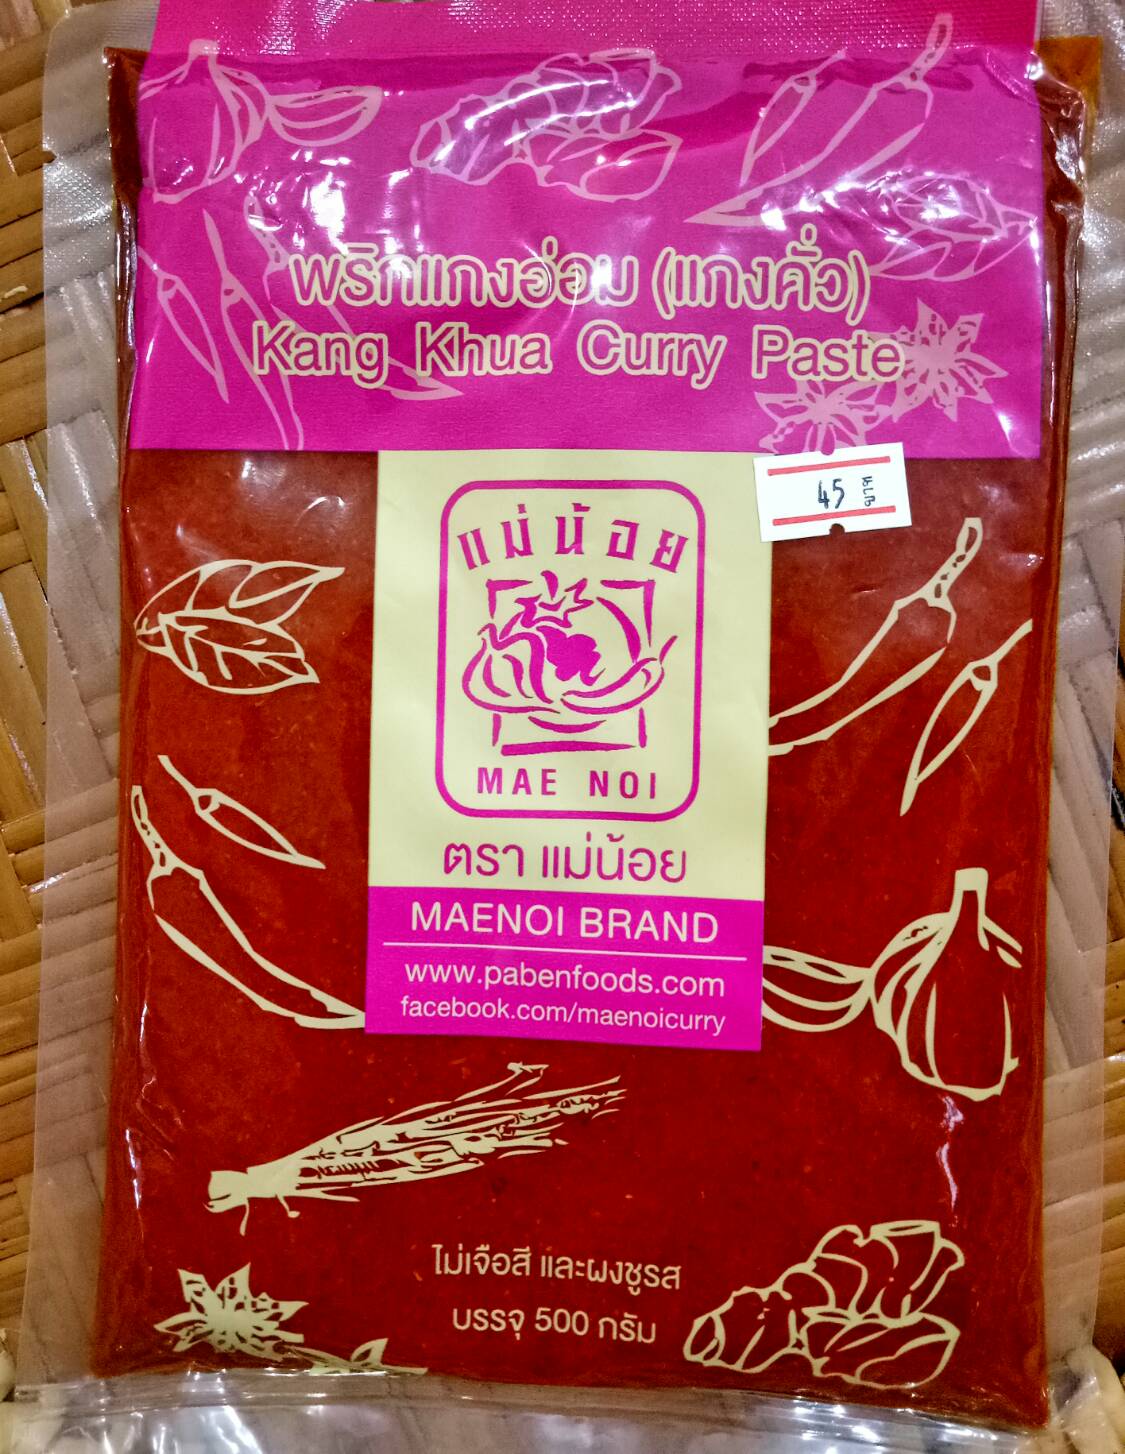 พริกแกงอ่อม (แกงคั่ว)
Kang Khua Curry Paste
45 บาท
แม่น้อย
MAE NOI
ตรา แม่น้อย
MAENOI BRAND
www.pabenfoods.com
facebook.com/maenoicurry
ไม่เจือสี และผงชูรส
บรรจุ 500 กรัม